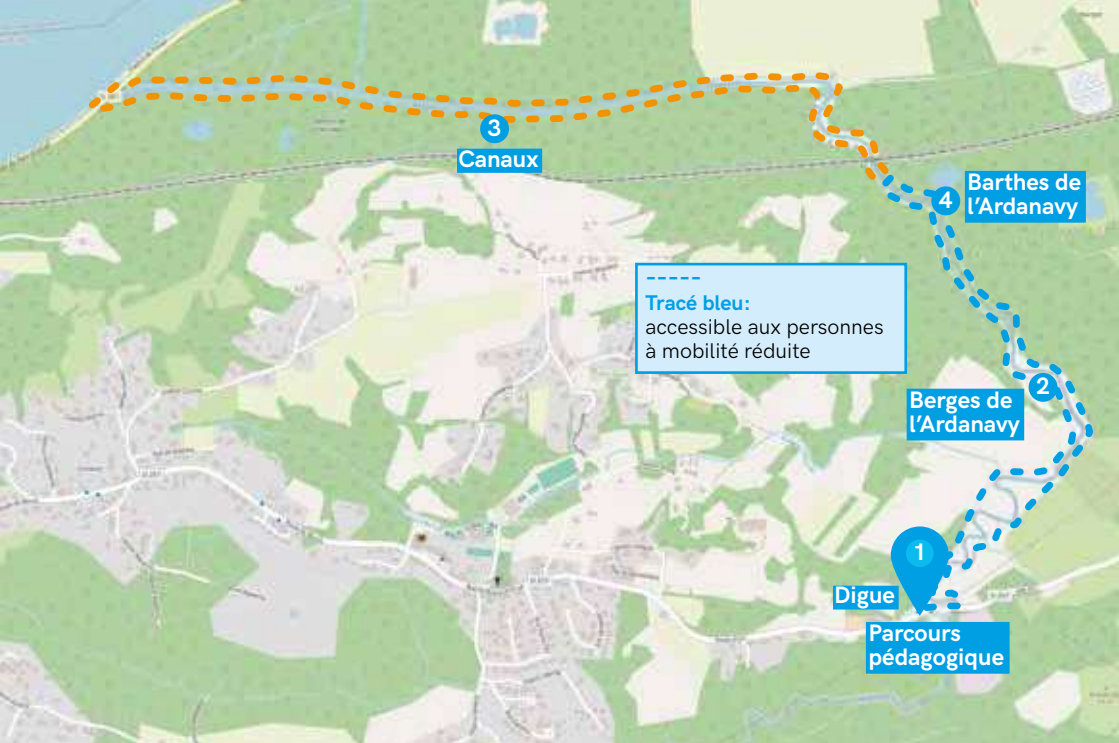 3
Canaux
4
Barthes de
l'Ardanavy
-----
Tracé bleu:
accessible aux personnes
à mobilité réduite
2
Berges de
l'Ardanavy
1
Digue
Parcours
pédagogique